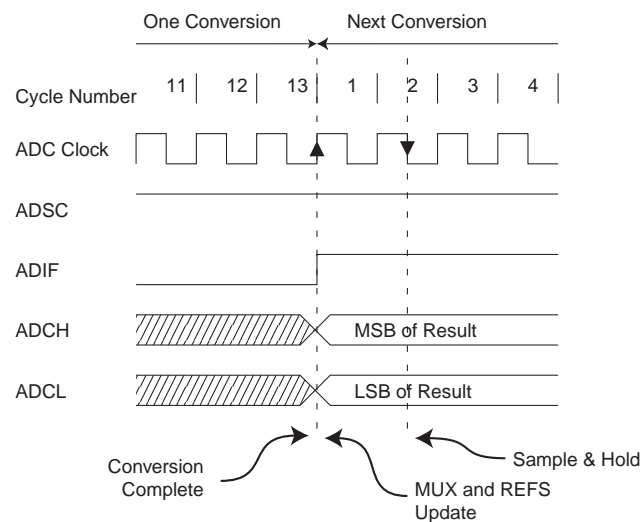 One Conversion Next Conversion
Cycle Number 11 12 13 1 2 3 4
ADC Clock
ADSC
ADIF
ADCH MSB of Result
ADCL LSB of Result
Conversion
Complete
MUX and REFS
Update
Sample & Hold